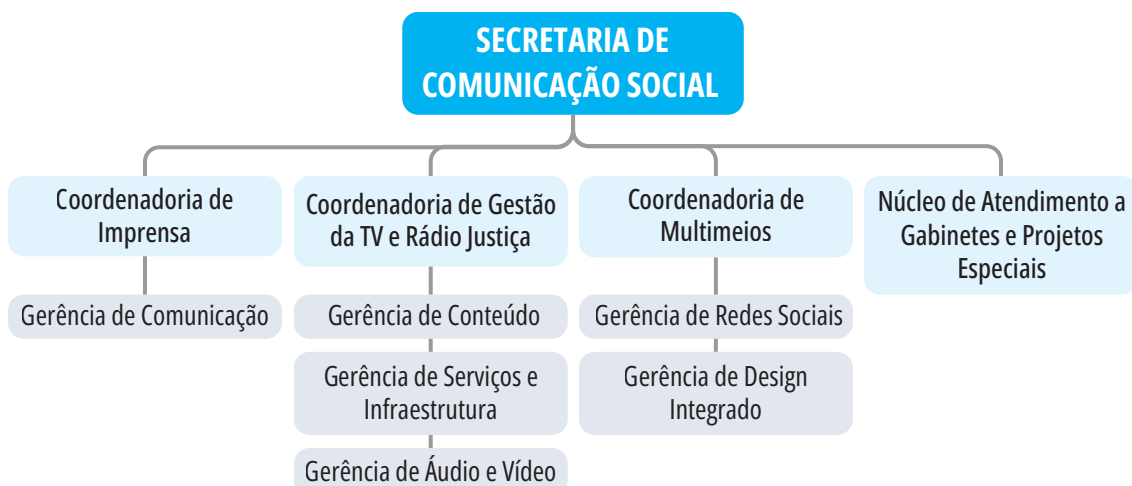 SECRETARIA DE
COMUNICAÇÃO SOCIAL
Coordenadoria de
Imprensa
Gerência de Comunicação
Coordenadoria de Gestão
da TV e Rádio Justiça
Gerência de Conteúdo
Gerência de Serviços e
Infraestrutura
Gerência de Áudio e Vídeo
Coordenadoria de
Multimeios
Gerência de Redes Sociais
Gerência de Design
Integrado
Núcleo de Atendimento a
Gabinetes e Projetos
Especiais